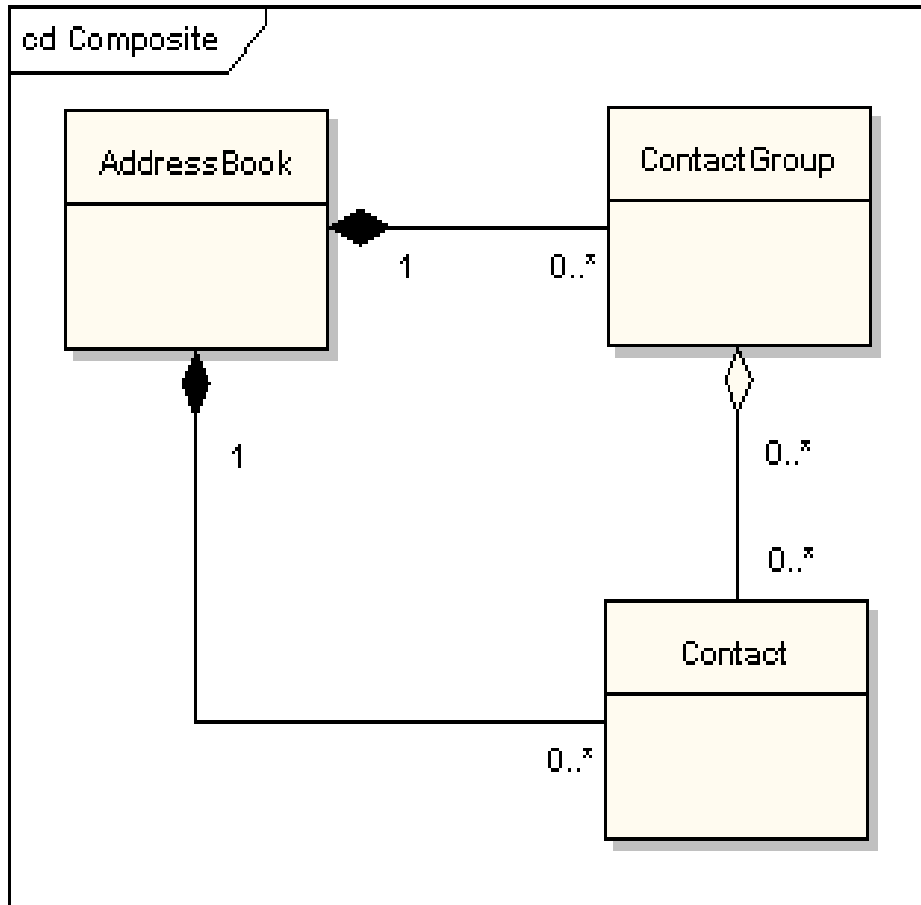 cd Composite
AddressBook
ContactGroup
1
0..*
1
0..*
0..*
Contact
0..*